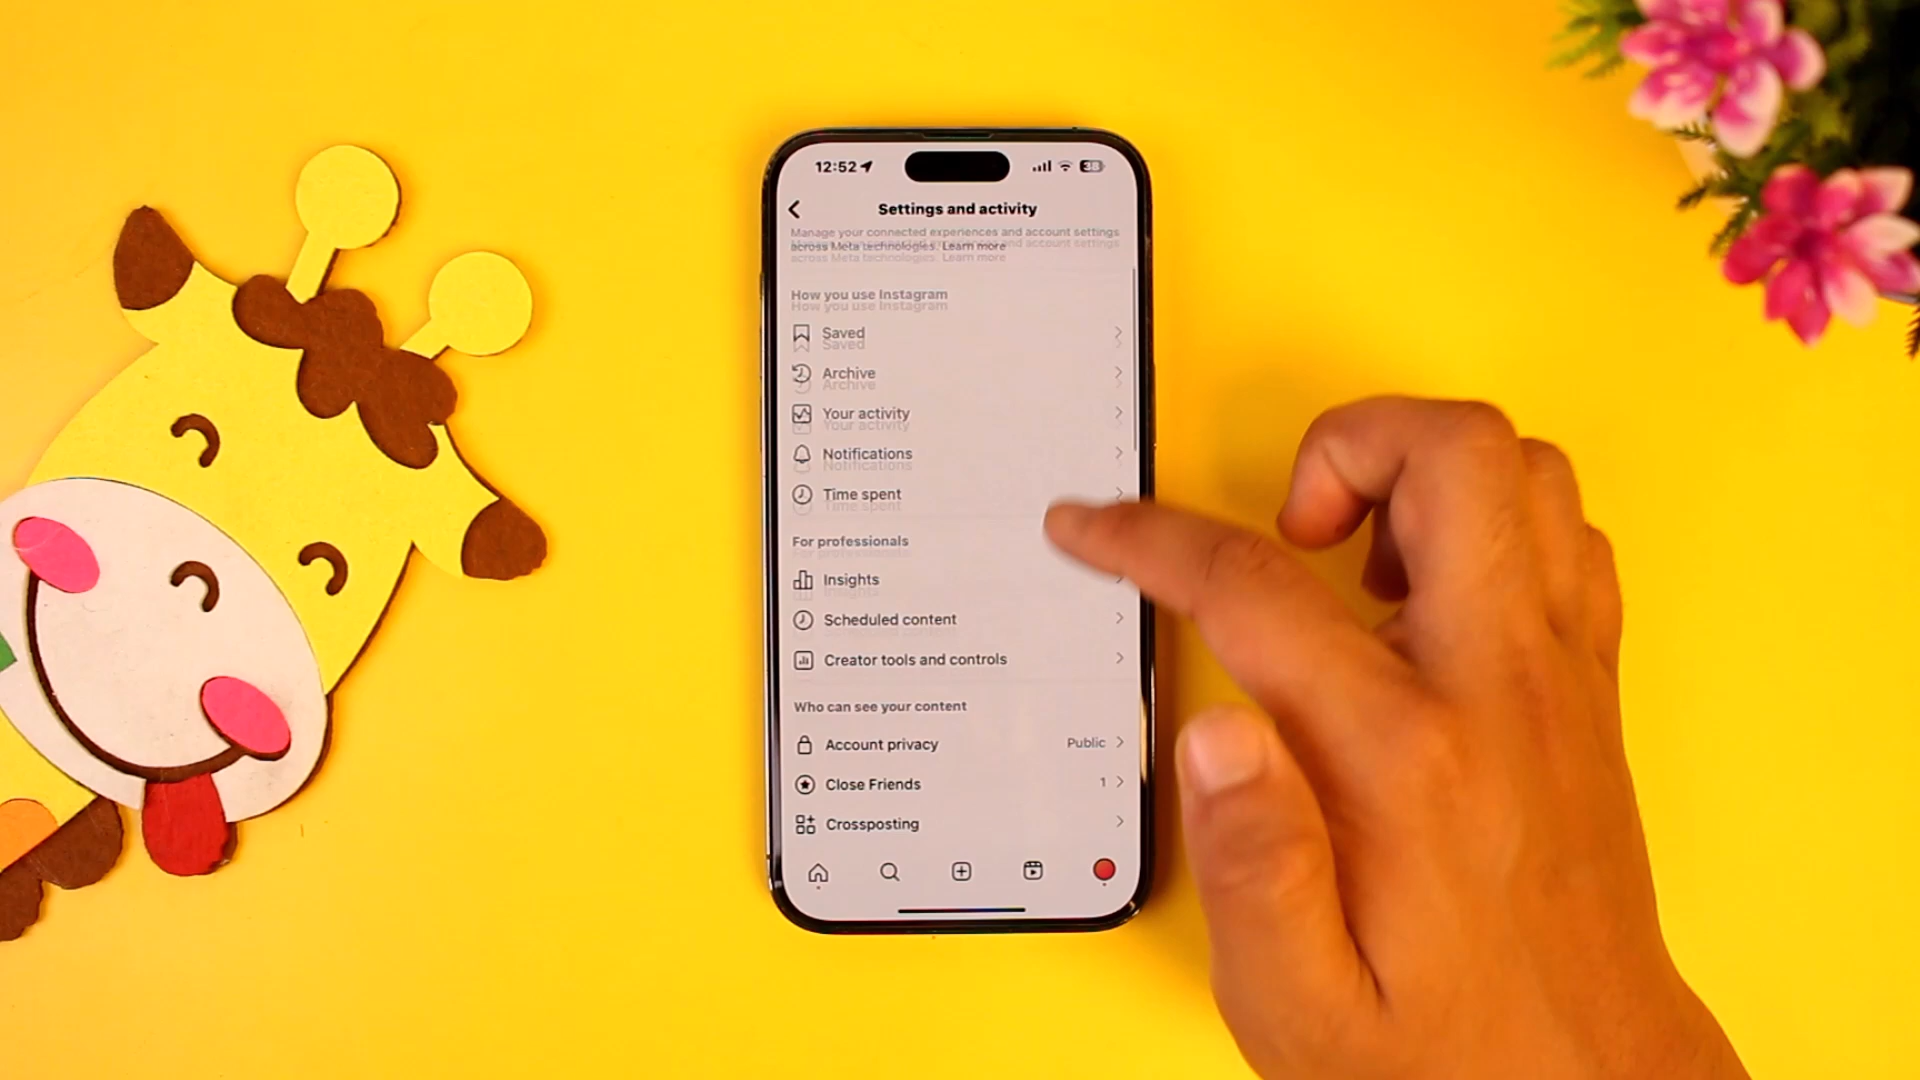 12:52
38
Settings and activity
Manage your connected experiences and account settings
across Meta technologies. Learn more
How you use Instagram
Saved
Archive
Your activity
Notifications
Time spent
For professionals
Insights
Scheduled content
Creator tools and controls
Who can see your content
Account privacy Public
Close Friends 1
Crossposting